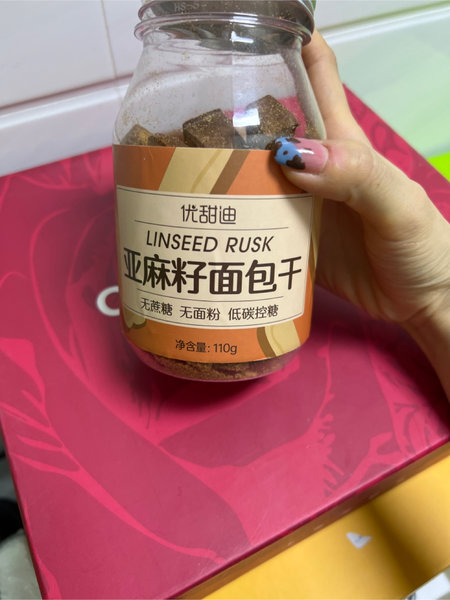 优甜迪
LINSEED RUSK
亚麻籽面包干
无蔗糖 无面粉 低碳控糖
净含量: 110g